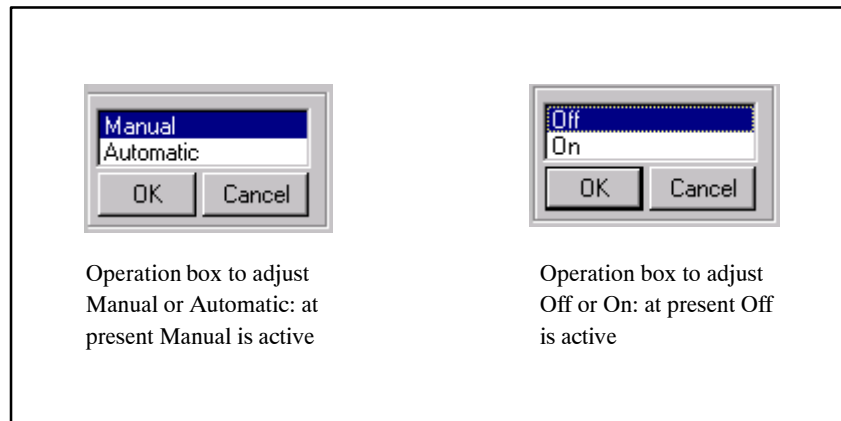 Manual
Automatic
OK Cancel
Operation box to adjust
Manual or Automatic: at
present Manual is active
Off
On
OK Cancel
Operation box to adjust
Off or On: at present Off
is active